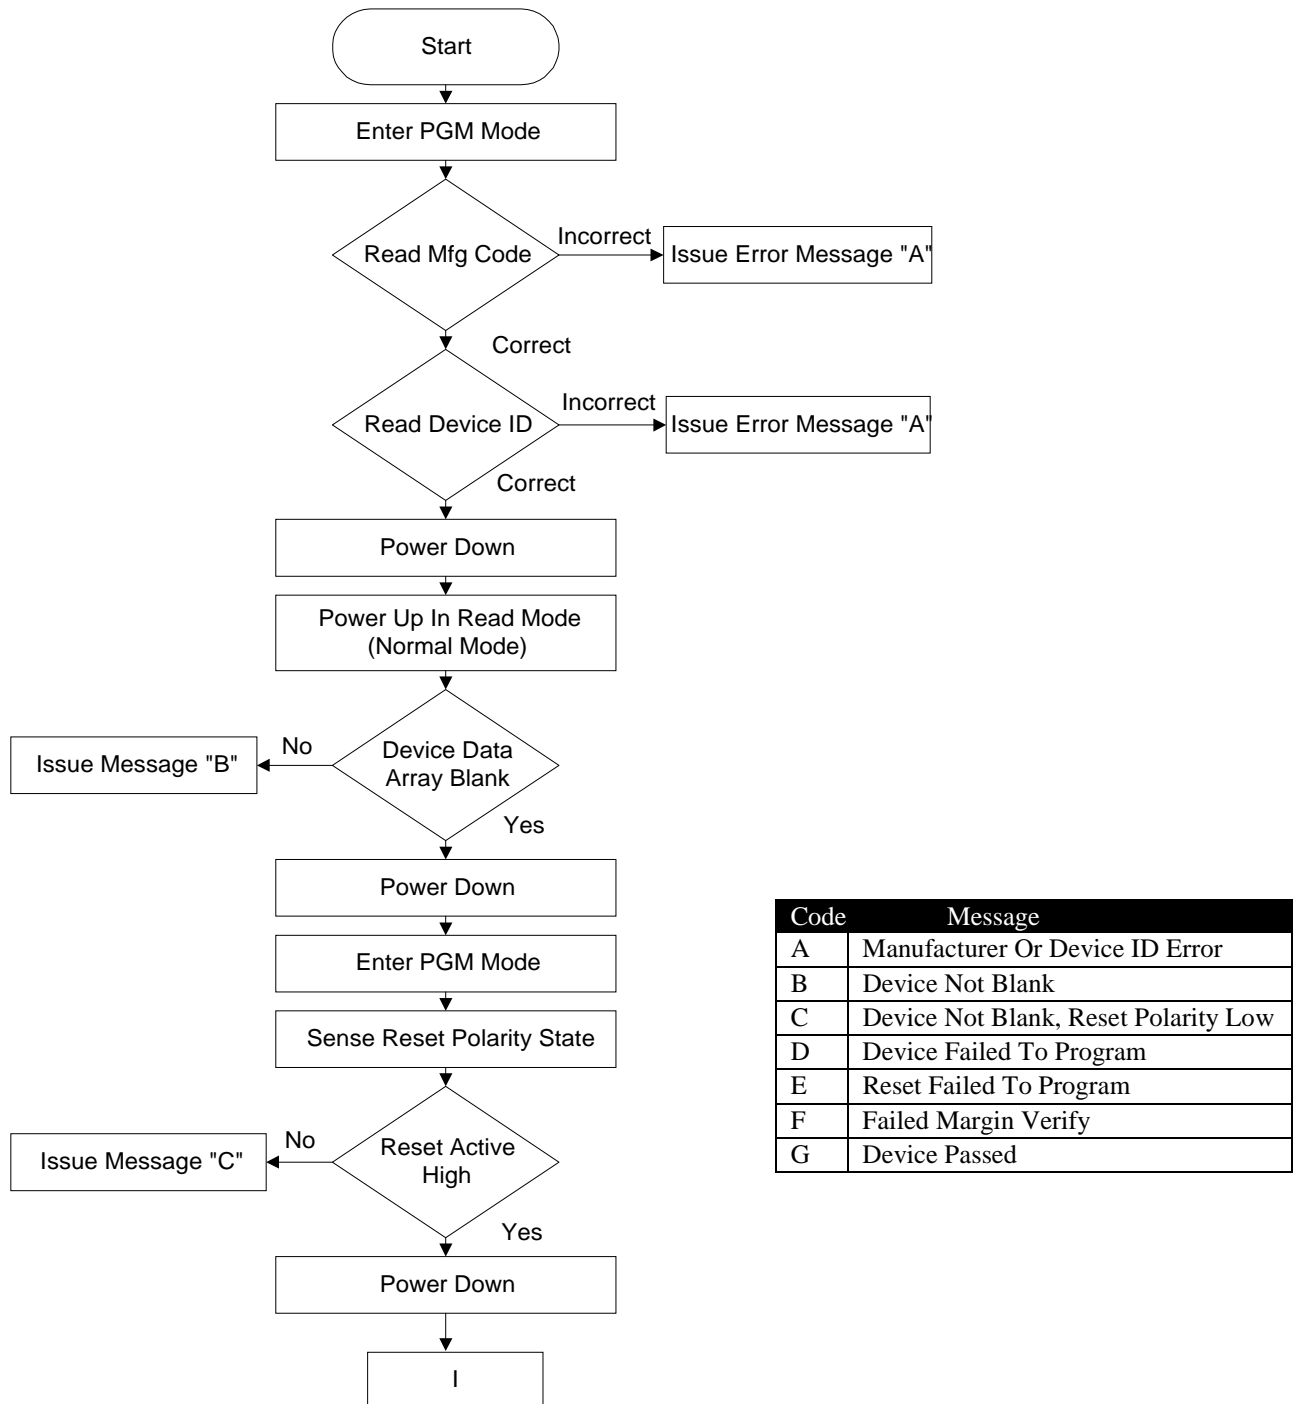 Start
Enter PGM Mode
Read Mfg Code
Incorrect
Issue Error Message "A"
Correct
Read Device ID
Incorrect
Issue Error Message "A"
Correct
Power Down
Power Up In Read Mode
(Normal Mode)
Device Data
Array Blank
No
Issue Message "B"
Yes
Power Down
Enter PGM Mode
Sense Reset Polarity State
Reset Active
High
No
Issue Message "C"
Yes
Power Down
I
Code Message
A Manufacturer Or Device ID Error
B Device Not Blank
C Device Not Blank, Reset Polarity Low
D Device Failed To Program
E Reset Failed To Program
F Failed Margin Verify
G Device Passed